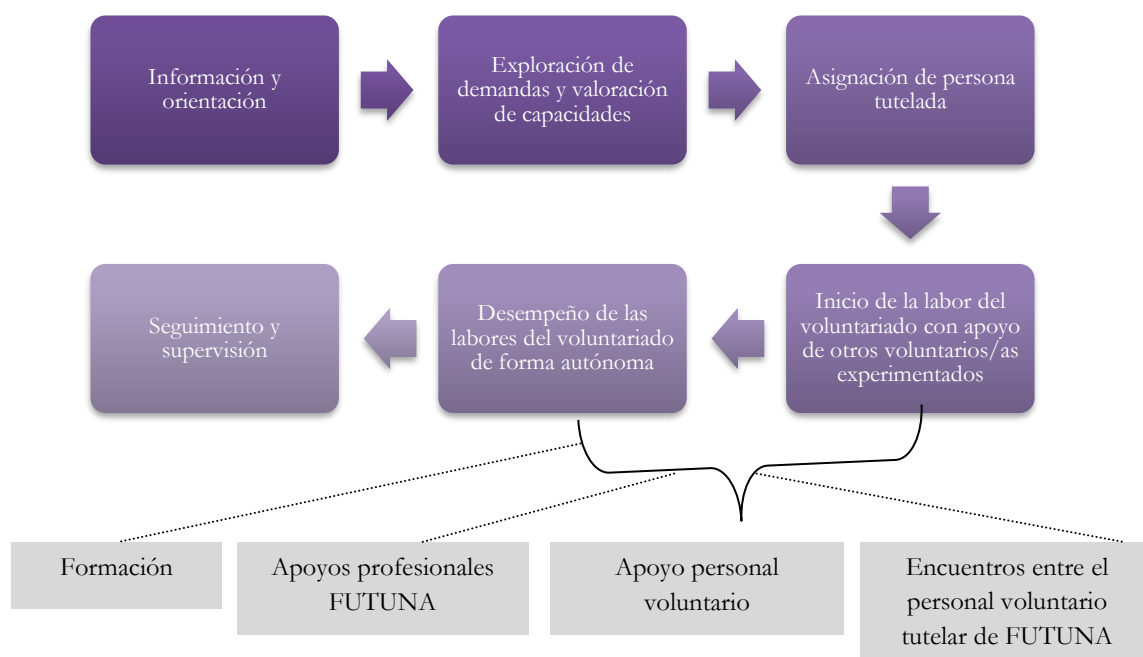 Información y
orientación
Exploración de
demandas y valoración
de capacidades
Asignación de persona
tutelada
Inicio de la labor del
voluntariado con apoyo
de otros voluntarios/as
experimentados
Desempeño de las
labores del voluntariado
de forma autónoma
Seguimiento y
supervisión
Formación
Apoyos profesionales
FUTUNA
Apoyo personal
voluntario
Encuentros entre el
personal voluntario
tutelar de FUTUNA